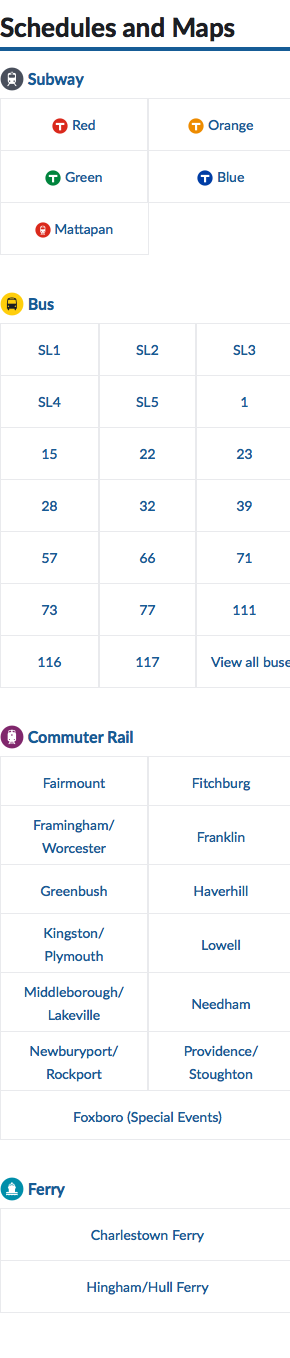 Schedules and Maps
Subway
T Red
T Orange
T Green
T Blue
Mattapan
Bus
SL1 SL2 SL3
SL4 SL5 1
15 22 23
28 32 39
57 66 71
73 77 111
116 117 View all buse
Commuter Rail
Fairmount
Fitchburg
Framingham/
Worcester
Franklin
Greenbush
Haverhill
Kingston/
Plymouth
Lowell
Middleborough/
Lakeville
Needham
Newburyport/
Rockport
Providence/
Stoughton
Foxboro (Special Events)
Ferry
Charlestown Ferry
Hingham/Hull Ferry